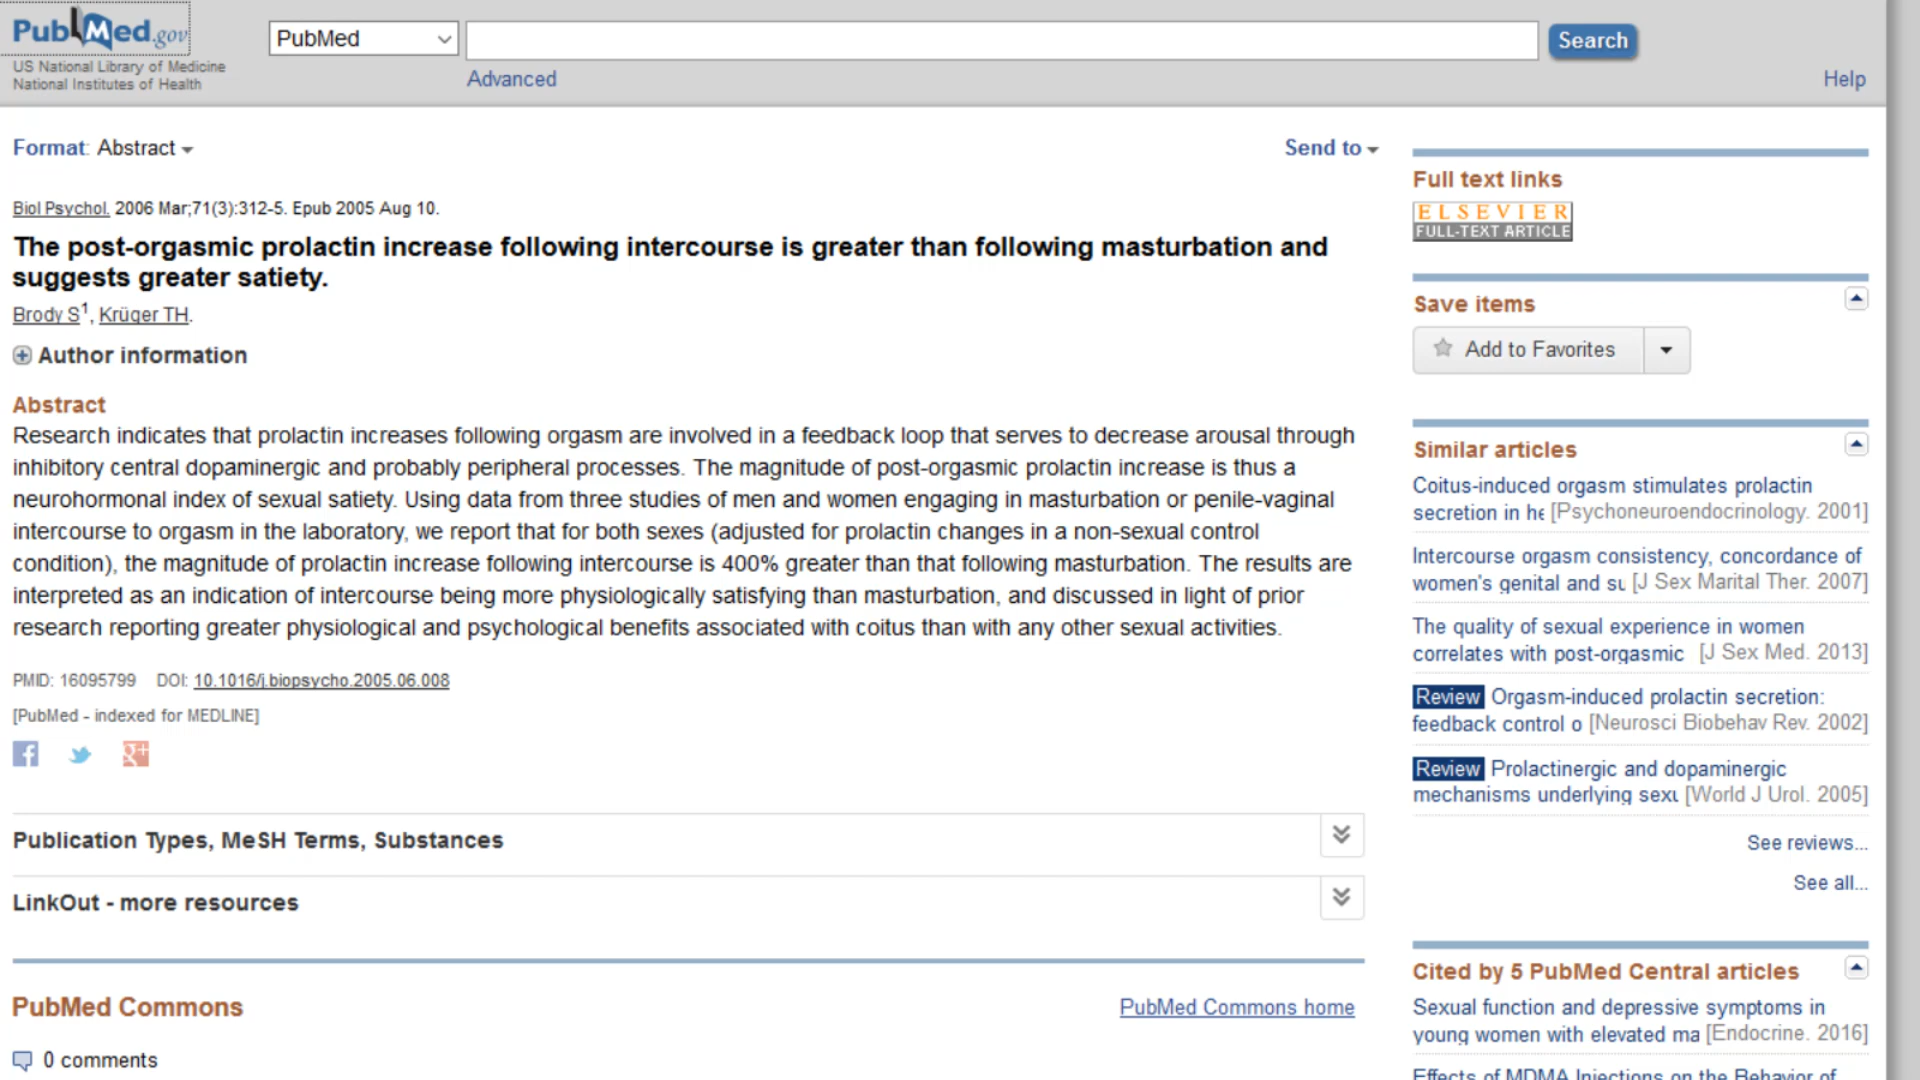 PubMed.gov
US National Library of Medicine
National Institutes of Health
PubMed
Search
Advanced
Help
Format: Abstract
Send to
Biol Psychol. 2006 Mar;71(3):312-5. Epub 2005 Aug 10.
The post-orgasmic prolactin increase following intercourse is greater than following masturbation and
suggests greater satiety.
Brody S1, Krüger TH.
Author information
Abstract
Research indicates that prolactin increases following orgasm are involved in a feedback loop that serves to decrease arousal through
inhibitory central dopaminergic and probably peripheral processes. The magnitude of post-orgasmic prolactin increase is thus a
neurohormonal index of sexual satiety. Using data from three studies of men and women engaging in masturbation or penile-vaginal
intercourse to orgasm in the laboratory, we report that for both sexes (adjusted for prolactin changes in a non-sexual control
condition), the magnitude of prolactin increase following intercourse is 400% greater than that following masturbation. The results are
interpreted as an indication of intercourse being more physiologically satisfying than masturbation, and discussed in light of prior
research reporting greater physiological and psychological benefits associated with coitus than with any other sexual activities.
PMID: 16095799 DOI: 10.1016/j.biopsycho.2005.06.008
[PubMed - indexed for MEDLINE]
f
g+
Publication Types, MeSH Terms, Substances
LinkOut - more resources
PubMed Commons
PubMed Commons home
0 comments
Full text links
ELSEVIER
FULL-TEXT ARTICLE
Save items
Add to Favorites
Similar articles
Coitus-induced orgasm stimulates prolactin
secretion in he [Psychoneuroendocrinology. 2001]
Intercourse orgasm consistency, concordance of
women's genital and su [J Sex Marital Ther. 2007]
The quality of sexual experience in women
correlates with post-orgasmic [J Sex Med. 2013]
Review Orgasm-induced prolactin secretion:
feedback control o [Neurosci Biobehav Rev. 2002]
Review Prolactinergic and dopaminergic
mechanisms underlying sexu [World J Urol. 2005]
See reviews...
See all...
Cited by 5 PubMed Central articles
Sexual function and depressive symptoms in
young women with elevated ma [Endocrine. 2016]
Effects of MDMA Injections on the Behavior of